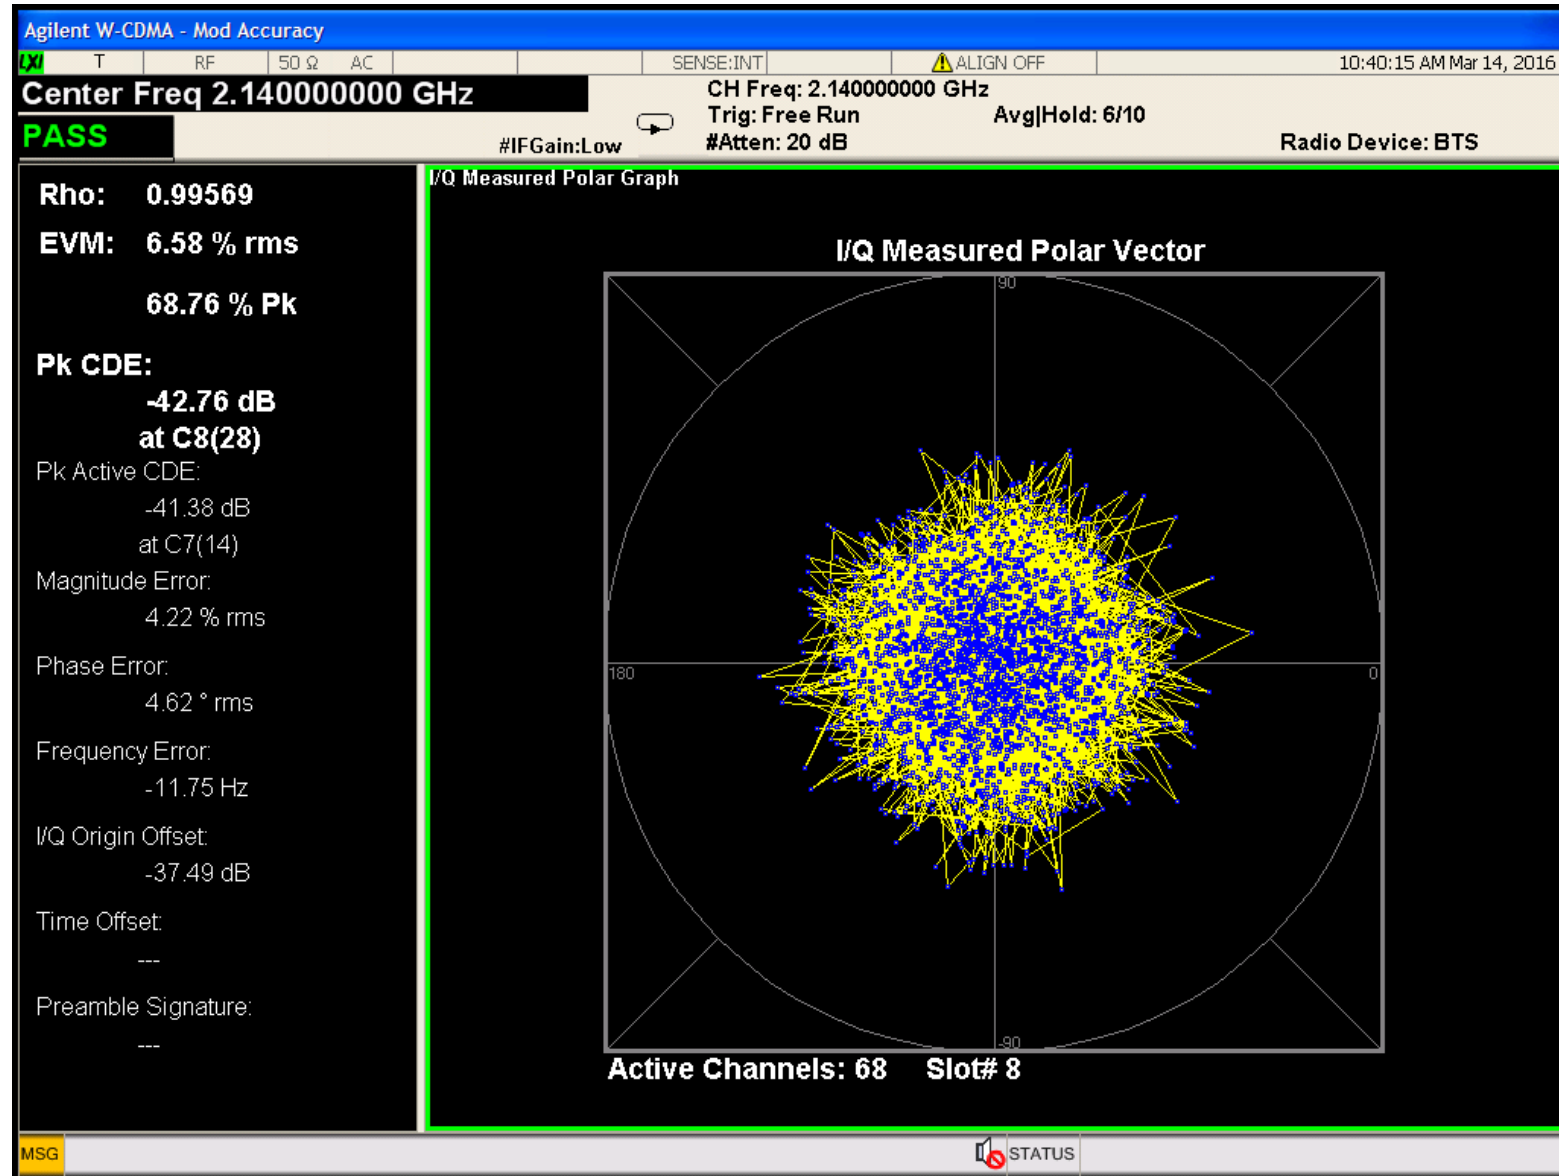 Agilent W-CDMA - Mod Accuracy
LXI T RF 50 Ω AC SENSE:INT ALIGN OFF 10:40:15 AM Mar 14, 2016
Center Freq 2.140000000 GHz
CH Freq: 2.140000000 GHz
Trig: Free Run Avg|Hold: 6/10
PASS
#IFGain:Low #Atten: 20 dB Radio Device: BTS
Rho: 0.99569
EVM: 6.58 % rms
68.76 % Pk
Pk CDE:
-42.76 dB
at C8(28)
Pk Active CDE:
-41.38 dB
at C7(14)
Magnitude Error:
4.22 % rms
Phase Error:
4.62 ° rms
Frequency Error:
-11.75 Hz
I/Q Origin Offset:
-37.49 dB
Time Offset:
---
Preamble Signature:
---
I/Q Measured Polar Graph
I/Q Measured Polar Vector
90
180
0
-90
Active Channels: 68 Slot# 8
MSG STATUS